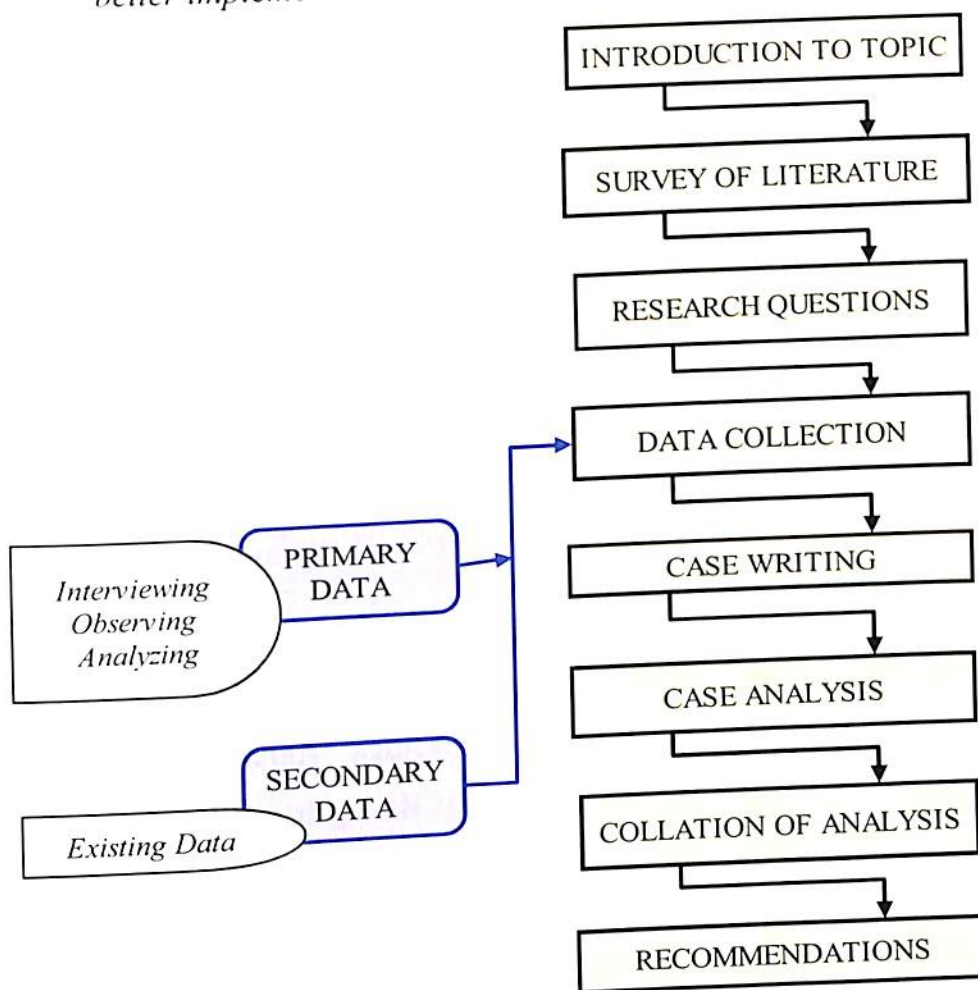 better
INTRODUCTION TO TOPIC
SURVEY OF LITERATURE
RESEARCH QUESTIONS
DATA COLLECTION
PRIMARY
DATA
Interviewing
Observing
Analyzing
CASE WRITING
CASE ANALYSIS
SECONDARY
DATA
Existing Data
COLLATION OF ANALYSIS
RECOMMENDATIONS